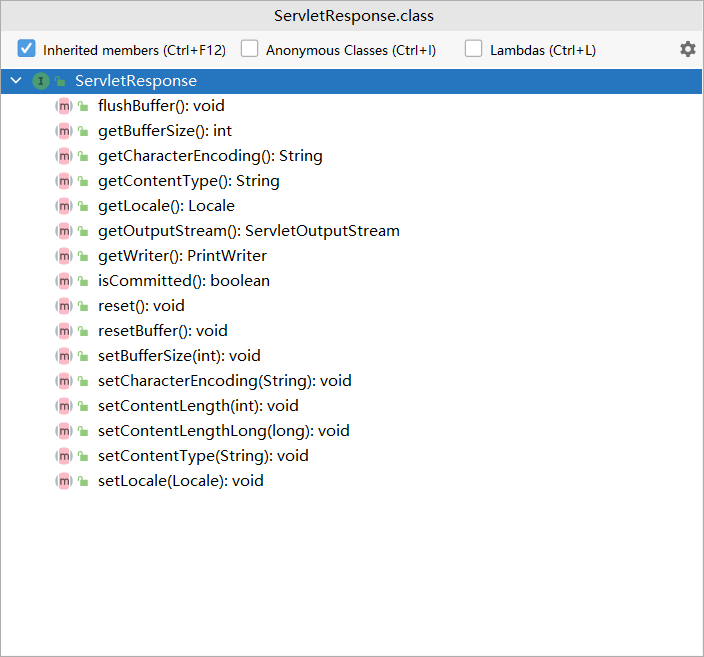 ServletResponse.class
Inherited members (Ctrl+F12) Anonymous Classes (Ctrl+I) Lambdas (Ctrl+L)
I ServletResponse
m flushBuffer(): void
m getBufferSize(): int
m getCharacterEncoding(): String
m getContentType(): String
m getLocale(): Locale
m getOutputStream(): ServletOutputStream
m getWriter(): PrintWriter
m isCommitted(): boolean
m reset(): void
m resetBuffer(): void
m setBufferSize(int): void
m setCharacterEncoding(String): void
m setContentLength(int): void
m setContentLengthLong(long): void
m setContentType(String): void
m setLocale(Locale): void